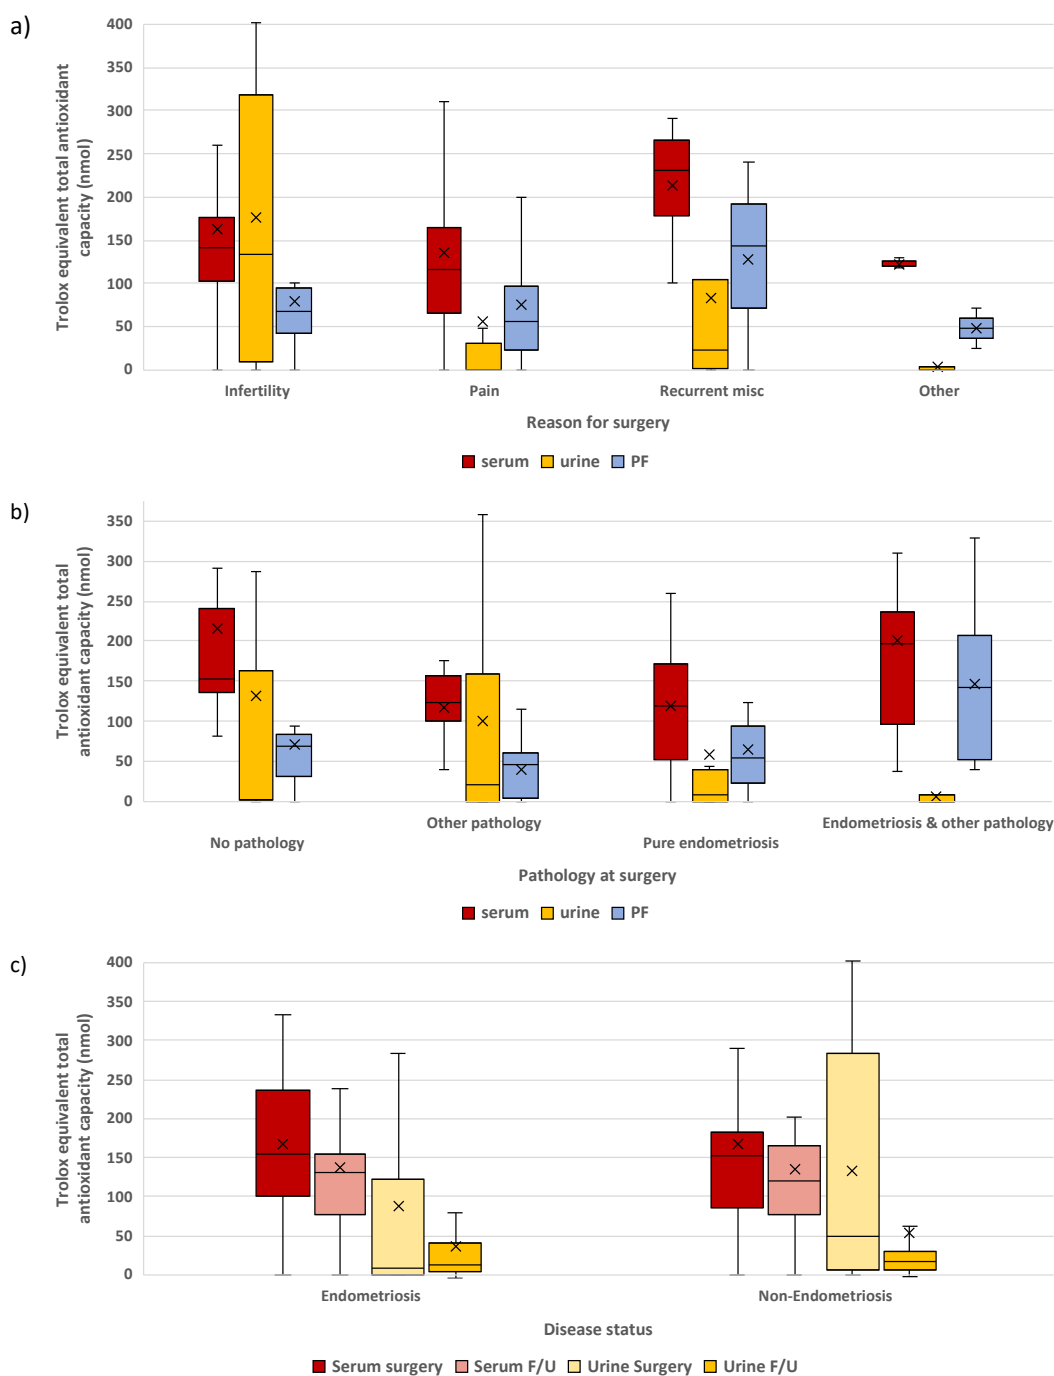 a)
Trolox equivalent total antioxidant
capacity (nmol)
400
350
300
250
200
150
100
50
0
Infertility Pain Recurrent misc Other
Reason for surgery
serum urine PF
b)
Trolox equivalent total
antioxidant capacity (nmol)
350
300
250
200
150
100
50
0
No pathology Other pathology Pure endometriosis Endometriosis & other pathology
Pathology at surgery
serum urine PF
c)
Trolox equivalent total
antioxidant capacity (nmol)
400
350
300
250
200
150
100
50
0
Endometriosis Non-Endometriosis
Disease status
Serum surgery Serum F/U Urine Surgery Urine F/U